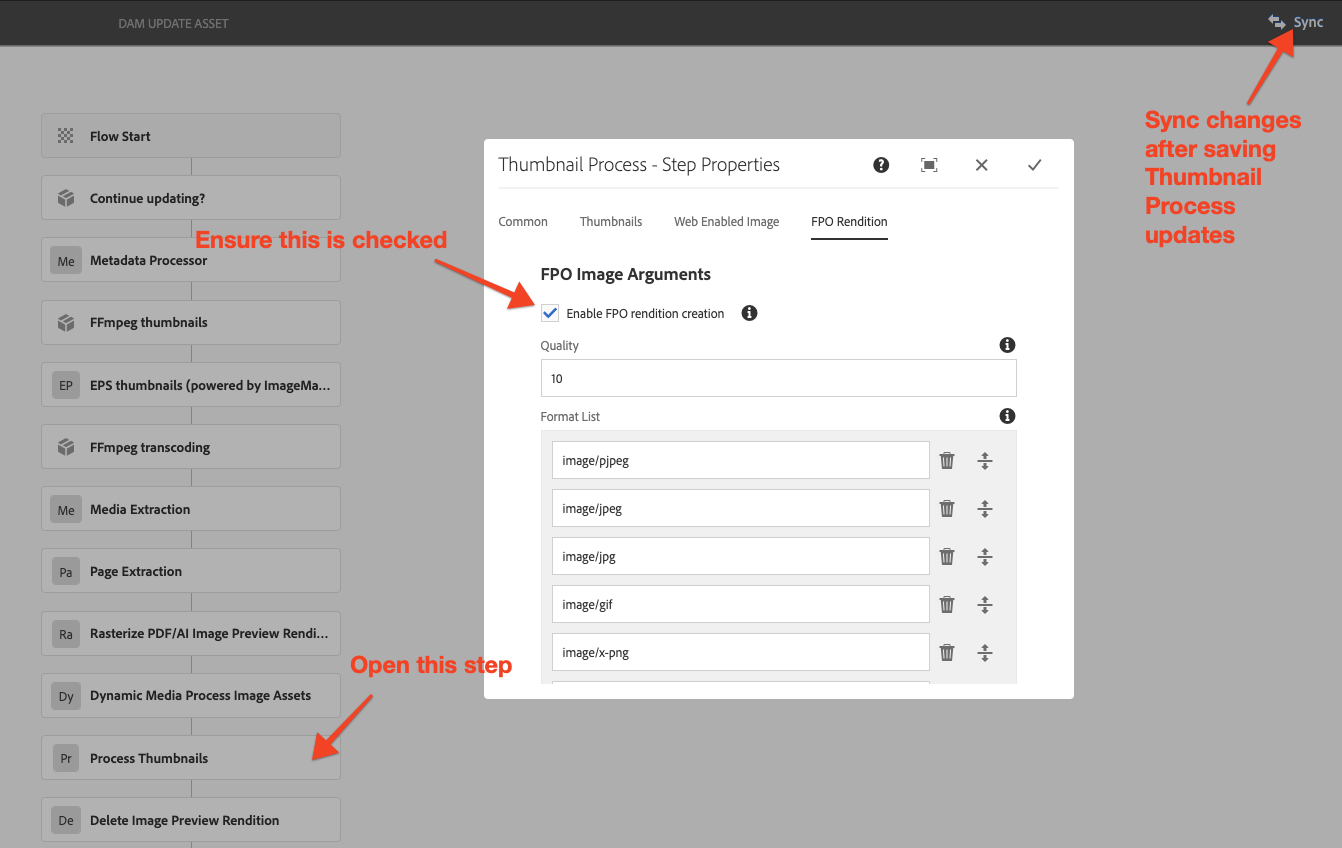 DAM UPDATE ASSET
Sync
Sync changes
after saving
Thumbnail
Process
updates
Flow Start
Continue updating?
Me Metadata Processor
FFmpeg thumbnails
EP EPS thumbnails (powered by ImageMa...
FFmpeg transcoding
Me Media Extraction
Pa Page Extraction
Ra Rasterize PDF/AI Image Preview Rendi...
Dy Dynamic Media Process Image Assets
Pr Process Thumbnails
De Delete Image Preview Rendition
Ensure this is checked
Open this step
Thumbnail Process - Step Properties
Common Thumbnails Web Enabled Image FPO Rendition
FPO Image Arguments
Enable FPO rendition creation
Quality
10
Format List
image/pjpeg
image/jpeg
image/jpg
image/gif
image/x-png